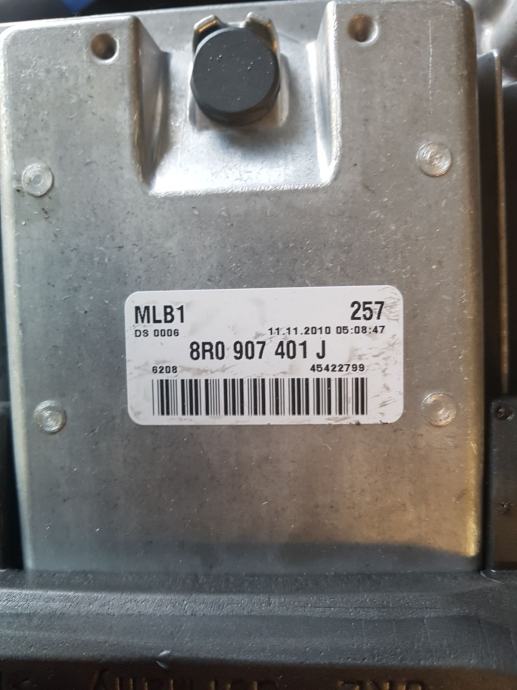 MLB1 257
DS 0006 11.11.2010 05:08:47
8R0 907 401 J
6208 45422799